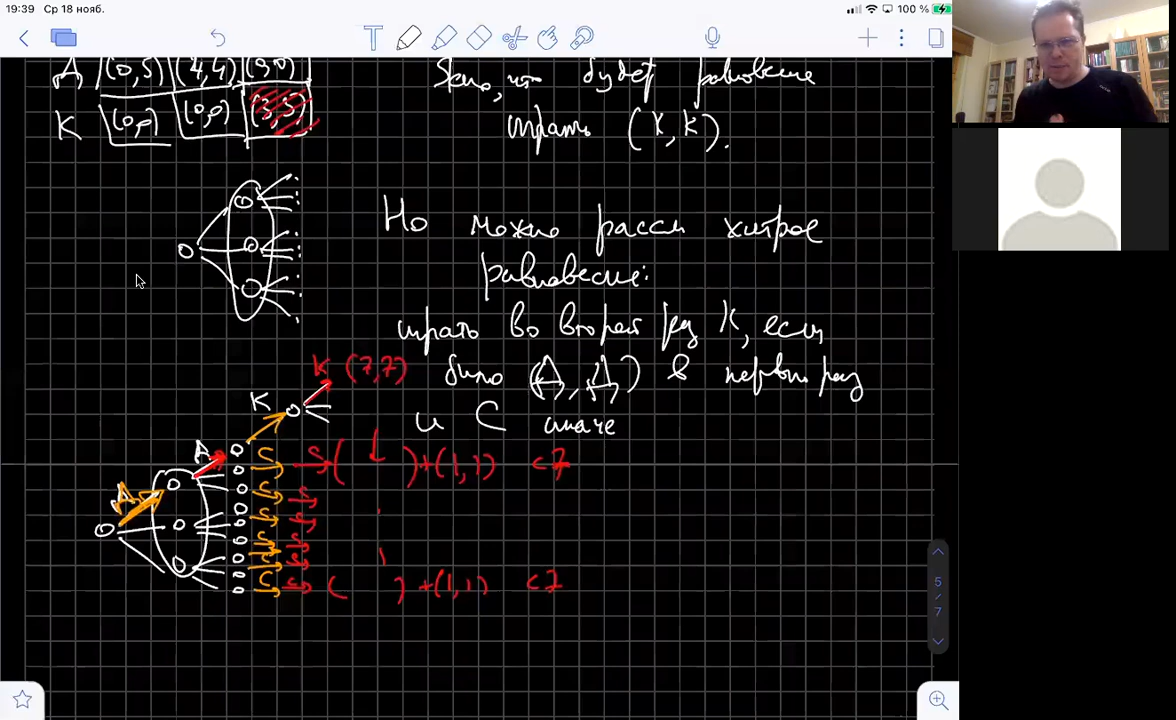 19:39 Ср 18 нояб.
100 %
Д (0,5) (4,4) (9,0)
К (0,0) (0,0) (3,3)
Ясно, что будет равновесие
играть (К, К).
Но можно рассм хитрое
равновесие:
играть во второй раз К, если
было (Д, Д) в первый раз
и С иначе
К (7,7)
К
Д
Д
С С ( ) +(1,1) <7
С С
С С
С С
С С
С С ( ) +(1,1) <7
5
/
7